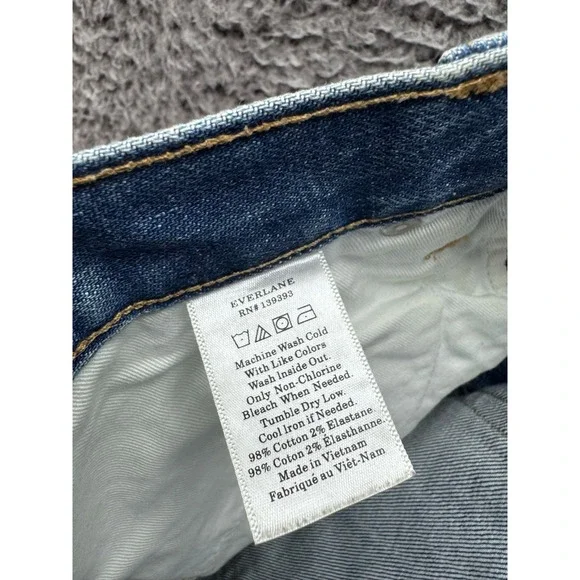 EVERLANE
RN# 139393
Machine Wash Cold
With Like Colors
Wash Inside Out.
Only Non-Chlorine
Bleach When Needed.
Tumble Dry Low.
Cool Iron if Needed.
98% Cotton 2% Elastane.
98% Coton 2% Élasthanne.
Made in Vietnam
Fabriqué au Viêt-Nam